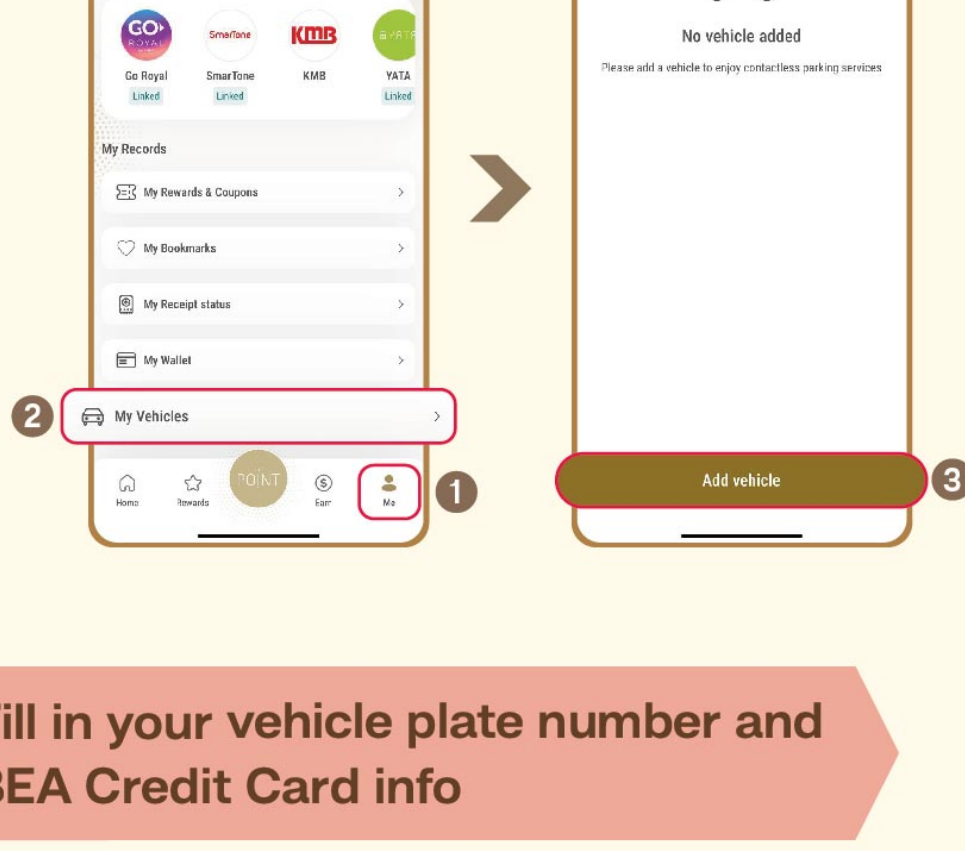 GO
ROYAL
SmarTone
KMB
YATA
Go Royal
SmarTone
KMB
YATA
Linked
Linked
Linked
My Records
My Rewards & Coupons
My Bookmarks
My Receipt status
My Wallet
2
My Vehicles
POiNT
Home
Rewards
Earn
Me
1
No vehicle added
Please add a vehicle to enjoy contactless parking services
Add vehicle
3
ill in your vehicle plate number and
BEA Credit Card info